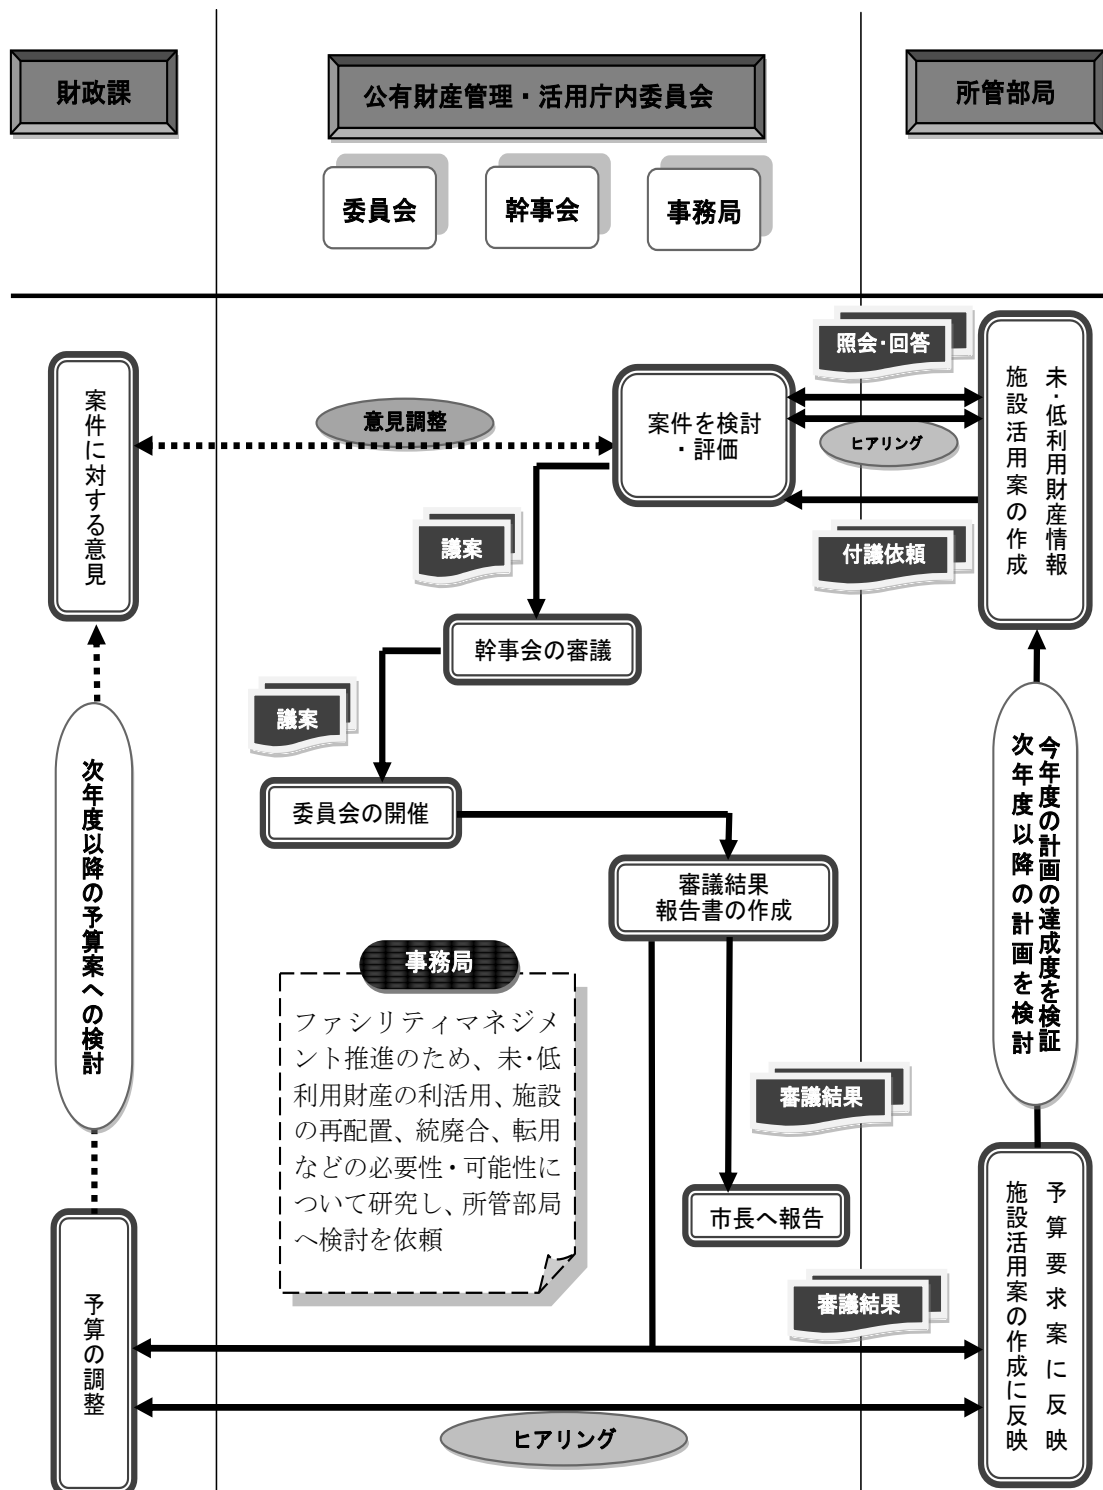 財政課
公有財産管理・活用庁内委員会
所管部局
委員会
幹事会
事務局
照会・回答
未・低利用財産情報
施設活用案の作成
案件に対する意見
意見調整
案件を検討
・評価
ヒアリング
議案
付議依頼
幹事会の審議
議案
次年度以降の予算案への検討
今年度の計画の達成度を検証
次年度以降の計画を検討
委員会の開催
審議結果
報告書の作成
事務局
ファシリティマネジメ
ント推進のため、未・低
利用財産の利活用、施設
の再配置、統廃合、転用
などの必要性・可能性に
ついて研究し、所管部局
へ検討を依頼
審議結果
市長へ報告
審議結果
予算の調整
予算要求案に反映
施設活用案の作成に反映
ヒアリング